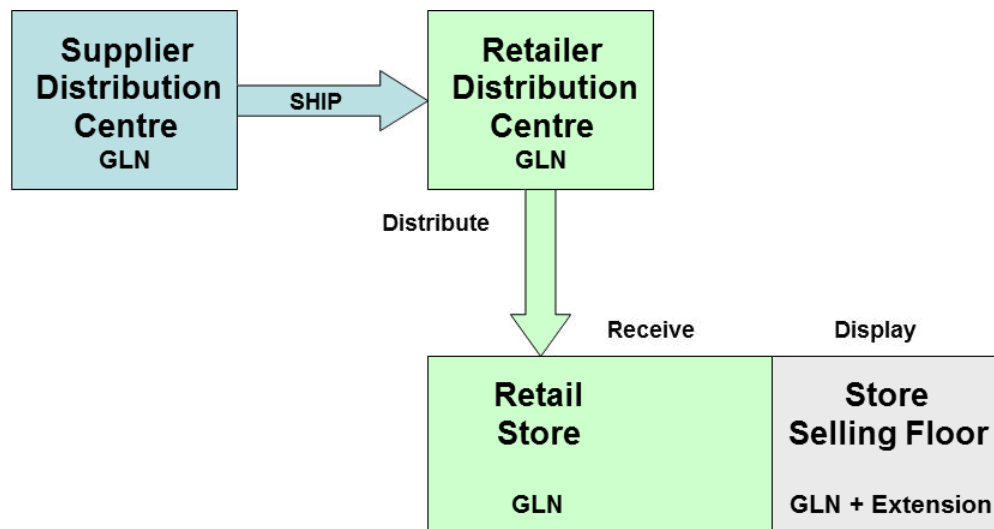 Supplier
Distribution
Centre
GLN
SHIP
Retailer
Distribution
Centre
GLN
Distribute
Receive
Display
Retail
Store
GLN
Store
Selling Floor
GLN + Extension